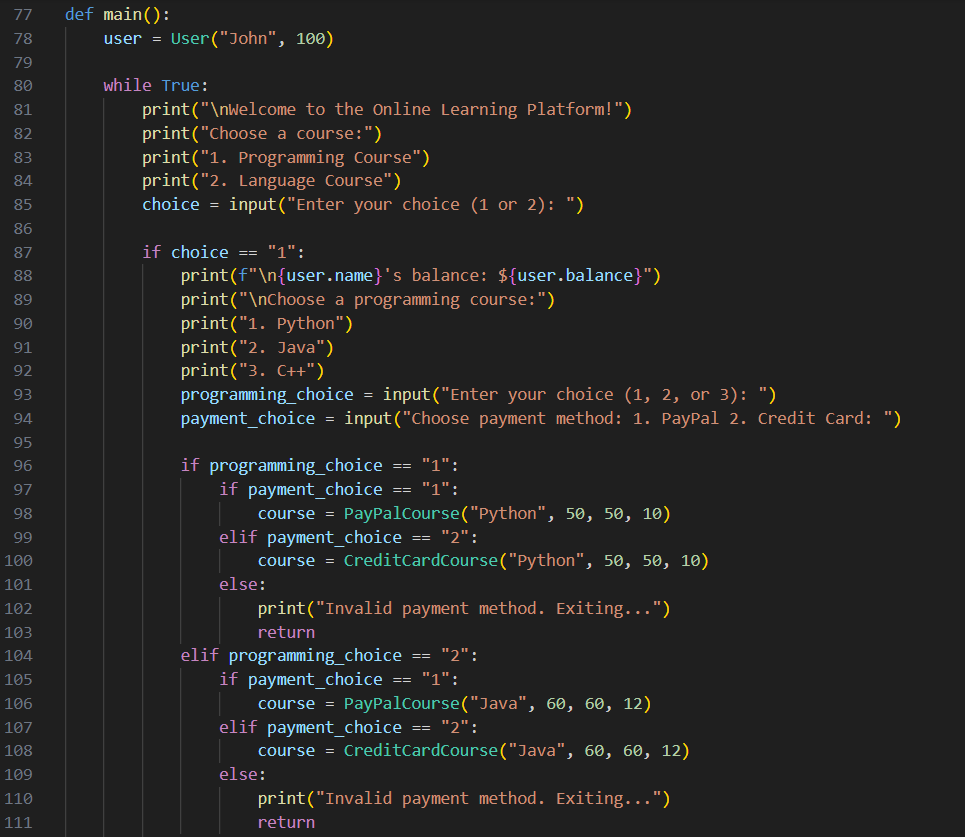 77 def main():
78     user = User("John", 100)
79
80     while True:
81         print("\nWelcome to the Online Learning Platform!")
82         print("Choose a course:")
83         print("1. Programming Course")
84         print("2. Language Course")
85         choice = input("Enter your choice (1 or 2): ")
86
87         if choice == "1":
88             print(f"\n{user.name}'s balance: ${user.balance}")
89             print("\nChoose a programming course:")
90             print("1. Python")
91             print("2. Java")
92             print("3. C++")
93             programming_choice = input("Enter your choice (1, 2, or 3): ")
94             payment_choice = input("Choose payment method: 1. PayPal 2. Credit Card: ")
95
96             if programming_choice == "1":
97                 if payment_choice == "1":
98                     course = PayPalCourse("Python", 50, 50, 10)
99                 elif payment_choice == "2":
100                     course = CreditCardCourse("Python", 50, 50, 10)
101                 else:
102                     print("Invalid payment method. Exiting...")
103                     return
104             elif programming_choice == "2":
105                 if payment_choice == "1":
106                     course = PayPalCourse("Java", 60, 60, 12)
107                 elif payment_choice == "2":
108                     course = CreditCardCourse("Java", 60, 60, 12)
109                 else:
110                     print("Invalid payment method. Exiting...")
111                     return